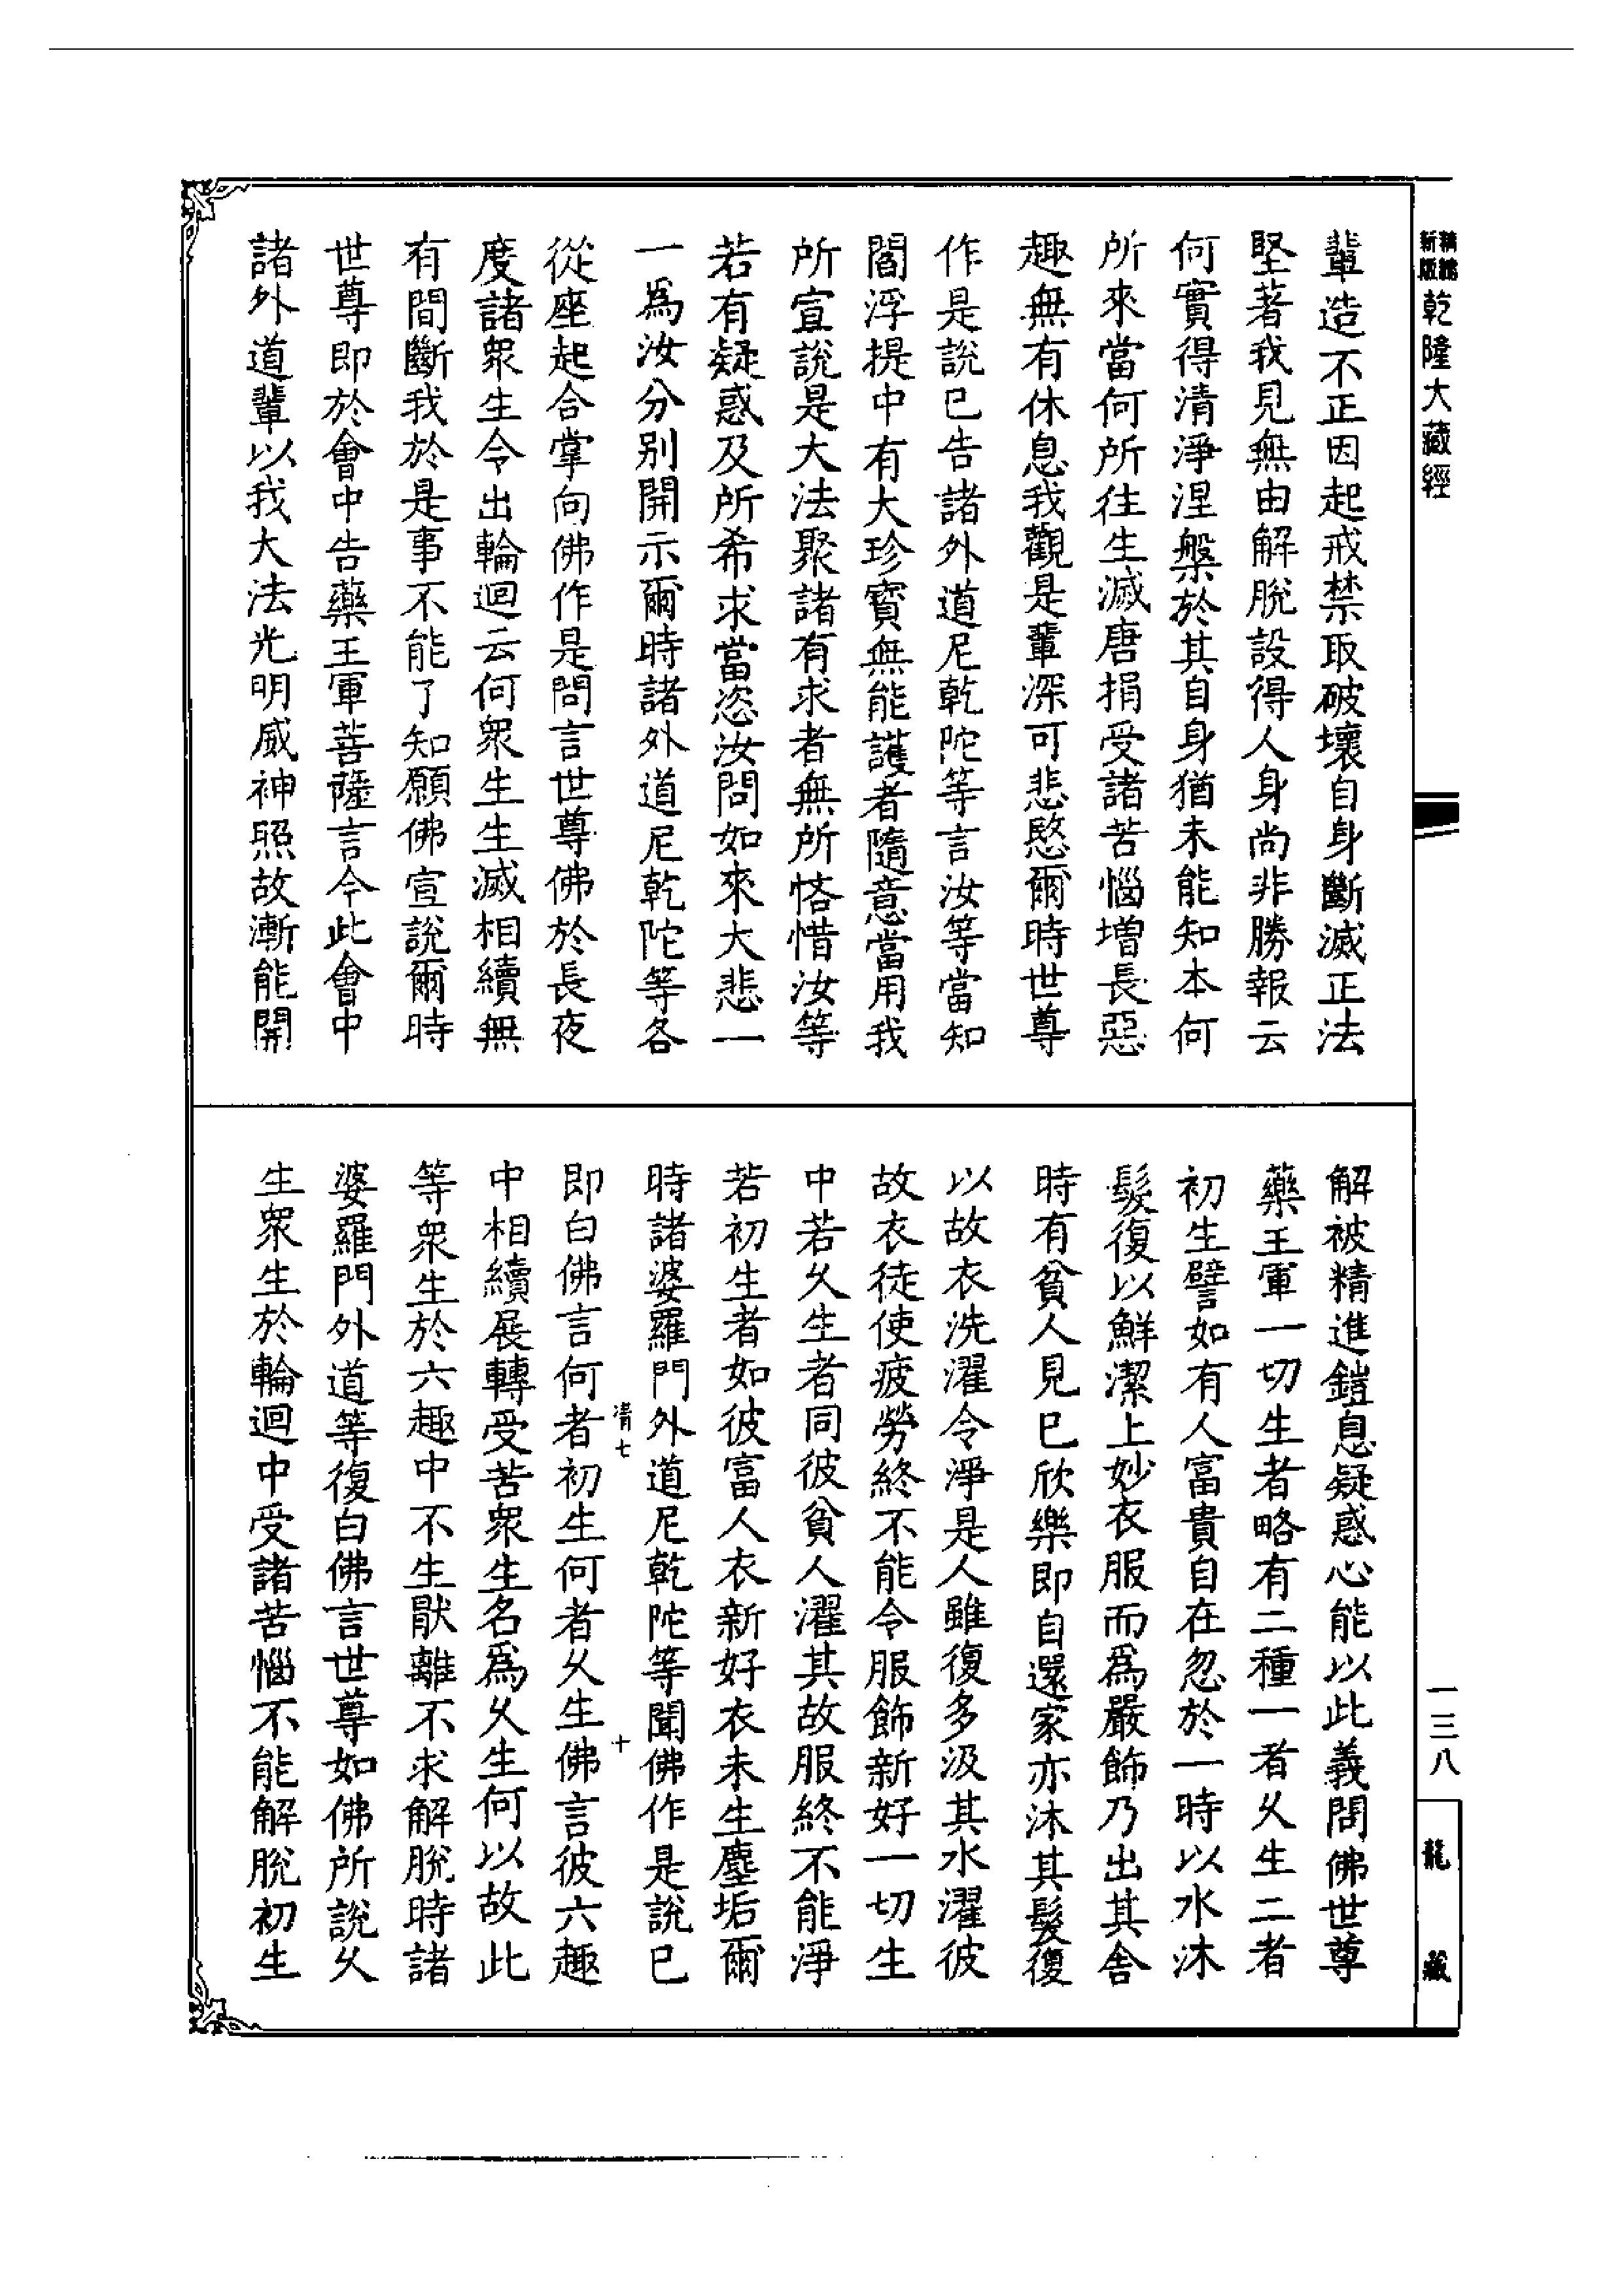 新版精縮乾隆大藏經
輩造不正因起戒禁取破壞自身斷滅正法
堅著我見無由解脫設得人身尚非勝報云
何實得清淨涅槃於其自身猶未能知本何
所來當何所往生滅唐捐受諸苦惱增長惡
趣無有休息我觀是輩深可悲愍爾時世尊
作是說已告諸外道尼乾陀等言汝等當知
閻浮提中有大珍寶無能護者隨意當用我
所宣說是大法聚諸有求者無所悋惜汝等
若有疑惑及所希求當恣汝問如來大悲一
一為汝分別開示爾時諸外道尼乾陀等各
從座起合掌向佛作是問言世尊佛於長夜
度諸眾生令出輪迴云何眾生生滅相續無
有間斷我於是事不能了知願佛宣說爾時
世尊即於會中告藥王軍菩薩言今此會中
諸外道輩以我大法光明威神照故漸能開
解被精進鎧息疑惑心能以此義問佛世尊
藥王軍一切生者略有二種一者久生二者
初生譬如有人富貴自在忽於一時以水沐
髮復以鮮潔上妙衣服而為嚴飾乃出其舍
時有貧人見已欣樂即自還家亦沐其髮復
以故衣洗濯令淨是人雖復多汲其水濯彼
故衣徒使疲勞終不能令服飾新好一切生
中若久生者同彼貧人濯其故服終不能淨
若初生者如彼富人衣新好衣未生塵垢爾
時諸婆羅門外道尼乾陀等聞佛作是說已
清七 十
即白佛言何者初生何者久生佛言彼六趣
中相續展轉受苦眾生名為久生何以故此
等眾生於六趣中不生厭離不求解脫時諸
婆羅門外道等復白佛言世尊如佛所說久
生眾生於輪迴中受諸苦惱不能解脫初生
一三八
龍藏